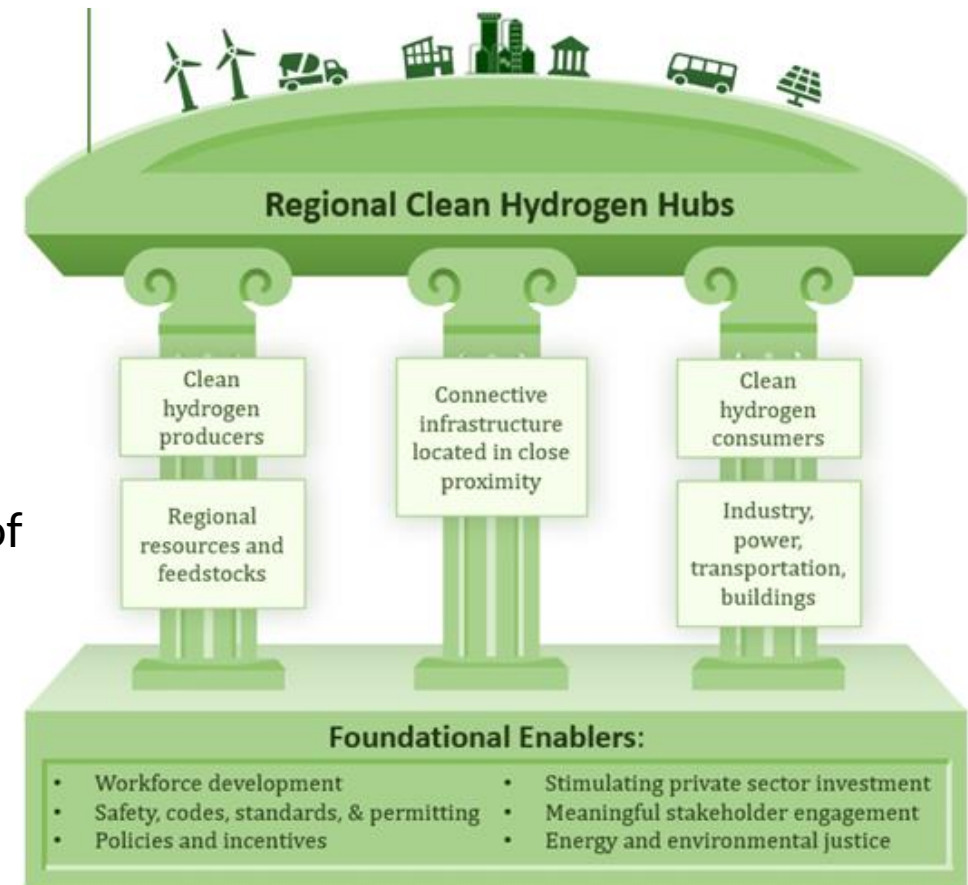 Regional Clean Hydrogen Hubs
Clean
hydrogen
producers
Regional
resources and
feedstocks
Connective
infrastructure
located in close
proximity
Clean
hydrogen
consumers
Industry,
power,
transportation,
buildings
of
Foundational Enablers:
• Workforce development
• Safety, codes, standards, & permitting
• Policies and incentives
• Stimulating private sector investment
• Meaningful stakeholder engagement
• Energy and environmental justice